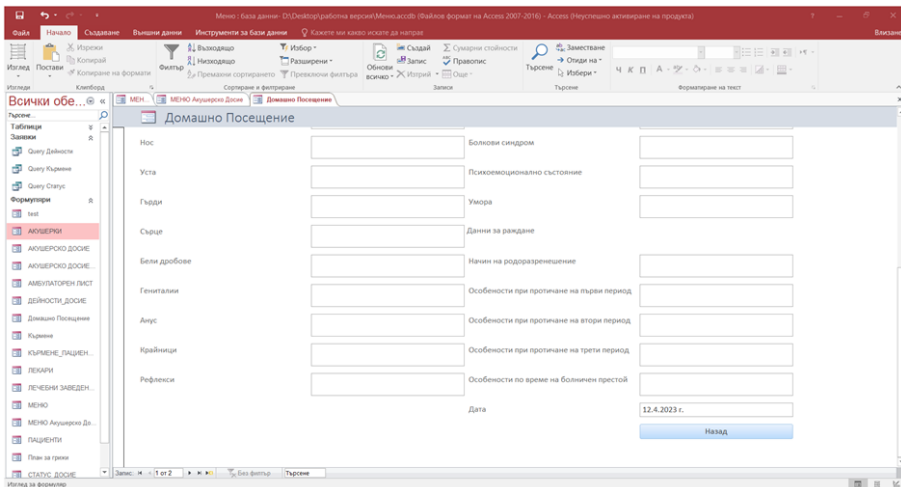 Меню : база данни- D:\Desktop\работна версия\Меню.accdb (Файлов формат на Access 2007-2016) - Access (Неуспешно активиране на продукта)
Файл Начало Създаване Външни данни Инструменти за бази данни Кажете ми какво искате да направя Влизане
Изглед
Постави
Изрежи
Копирай
Копиране на формати
Филтър
Възходящо
Низходящо
Премахни сортирането
Избор
Разширени
Превключи филтъра
Обнови всичко
Създай
Запис
Изтрий
Сумарни стойности
Правопис
Още
Търсене
Заместване
Отиди на
Избери
Ч К П
Изгледи Клипборд Сортиране и филтриране Записи Търсене Форматиране на текст
Всички обе...
Търсене...
Таблици
Заявки
Query Дейности
Query Кърмене
Query Статус
Формуляри
test
АКУШЕРКИ
АКУШЕРСКО ДОСИЕ
АКУШЕРСКО ДОСИЕ...
АМБУЛАТОРЕН ЛИСТ
ДЕЙНОСТИ_ДОСИЕ
Домашно Посещение
Кърмене
КЪРМЕНЕ_ПАЦИЕН...
ЛЕКАРИ
ЛЕЧЕБНИ ЗАВЕДЕН...
МЕНЮ
МЕНЮ Акушерско До...
ПАЦИЕНТИ
План за грижи
СТАТУС_ДОСИЕ
МЕН... МЕНЮ Акушерско Досие Домашно Посещение
Домашно Посещение
Нос Болкови синдром
Уста Психоемоционално състояние
Гърди Умора
Сърце Данни за раждане
Бели дробове Начин на родоразренешение
Гениталии Особености при протичане на първи период
Анус Особености при протичане на втори период
Крайници Особености при протичане на трети период
Рефлекси Особености по време на болничен престой
Дата 12.4.2023 г.
Назад
Запис: 1 от 2 Без филтър Търсене
Изглед за формуляр